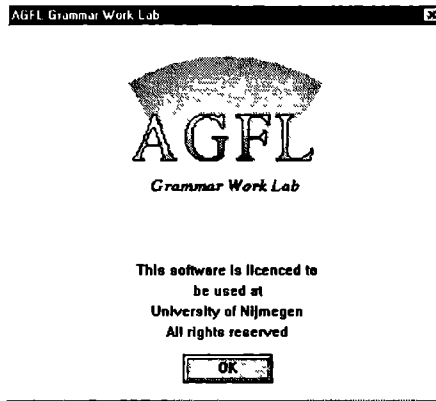 AGFL Grammar Work Lab
AGFL
Grammar Work Lab
This software is licenced to
be used at
University of Nijmegen
All rights reserved
OK